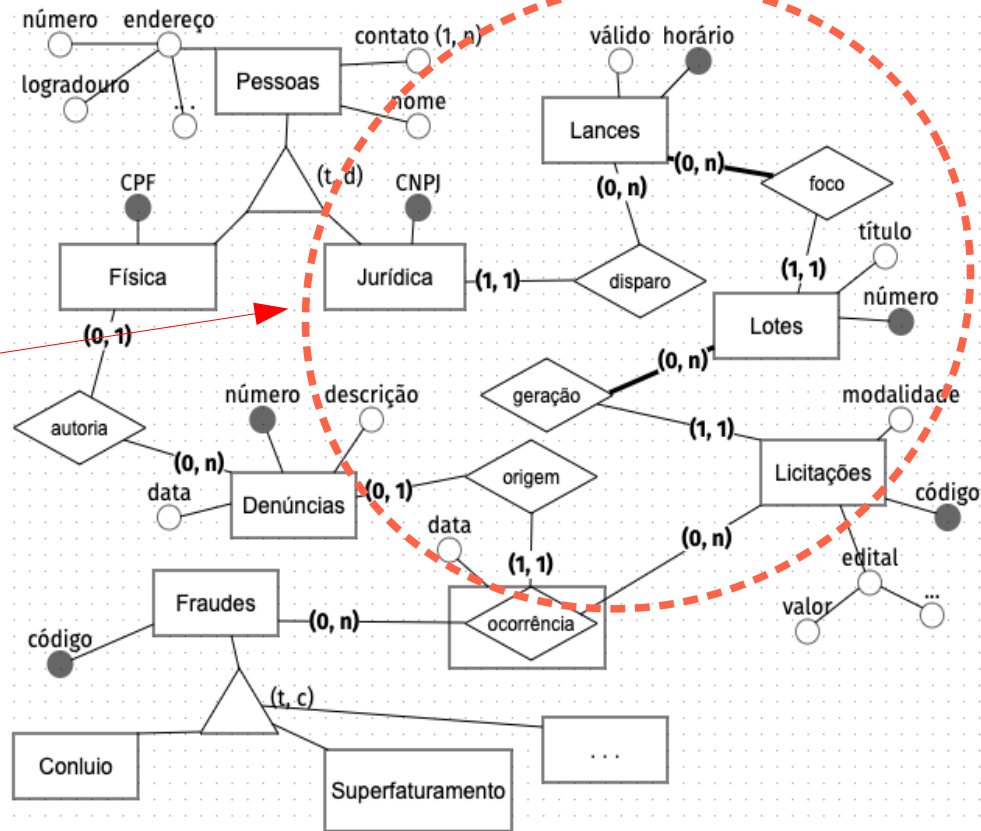 número endereço
contato (1, n)
válido horário
Pessoas
logradouro
...
nome
Lances
(0, n)
(t, d)
(0, n)
foco
CPF
CNPJ
título
Física
Jurídica
(1, 1)
disparo
(1, 1)
número
Lotes
(0, 1)
(0, n)
número descrição
geração
modalidade
autoria
(1, 1)
(0, n)
origem
Licitações
data
Denúncias
(0, 1)
código
data
(0, n)
(1, 1)
edital
...
Fraudes
(0, n)
ocorrência
valor
código
(t, c)
...
Conluio
Superfaturamento